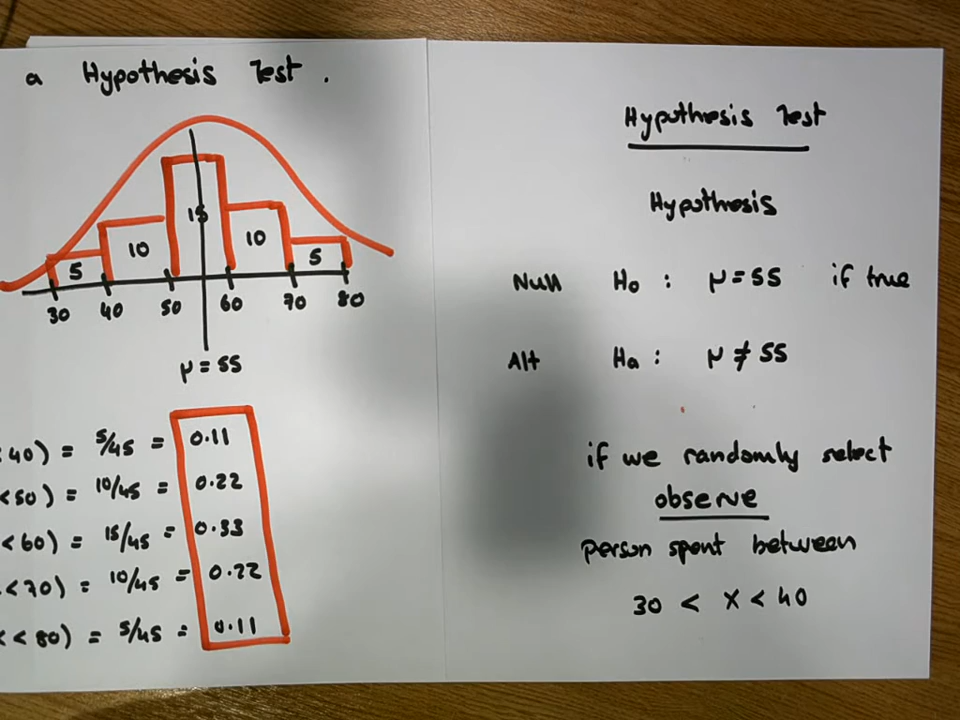 a Hypothesis Test.
5
10
15
10
5
30 40 50 60 70 80
μ = 55
40) = 5/45 = 0.11
<50) = 10/45 = 0.22
<60) = 15/45 = 0.33
<70) = 10/45 = 0.22
< 80) = 5/45 = 0.11
Hypothesis Test
Hypothesis
Null H₀ : μ = 55 if true
Alt Ha : μ ≠ 55
if we randomly select
observe
person spent between
30 < x < 40